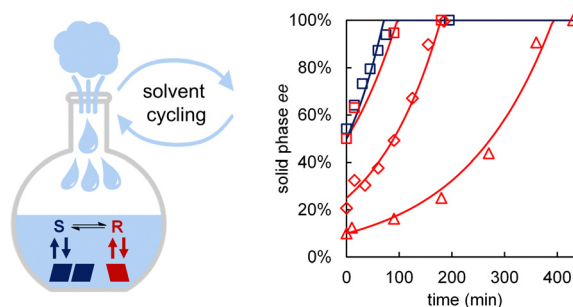 solvent
cycling
S ⇌ R
solid phase ee
100%
80%
60%
40%
20%
0%
0 100 200 300 400
time (min)